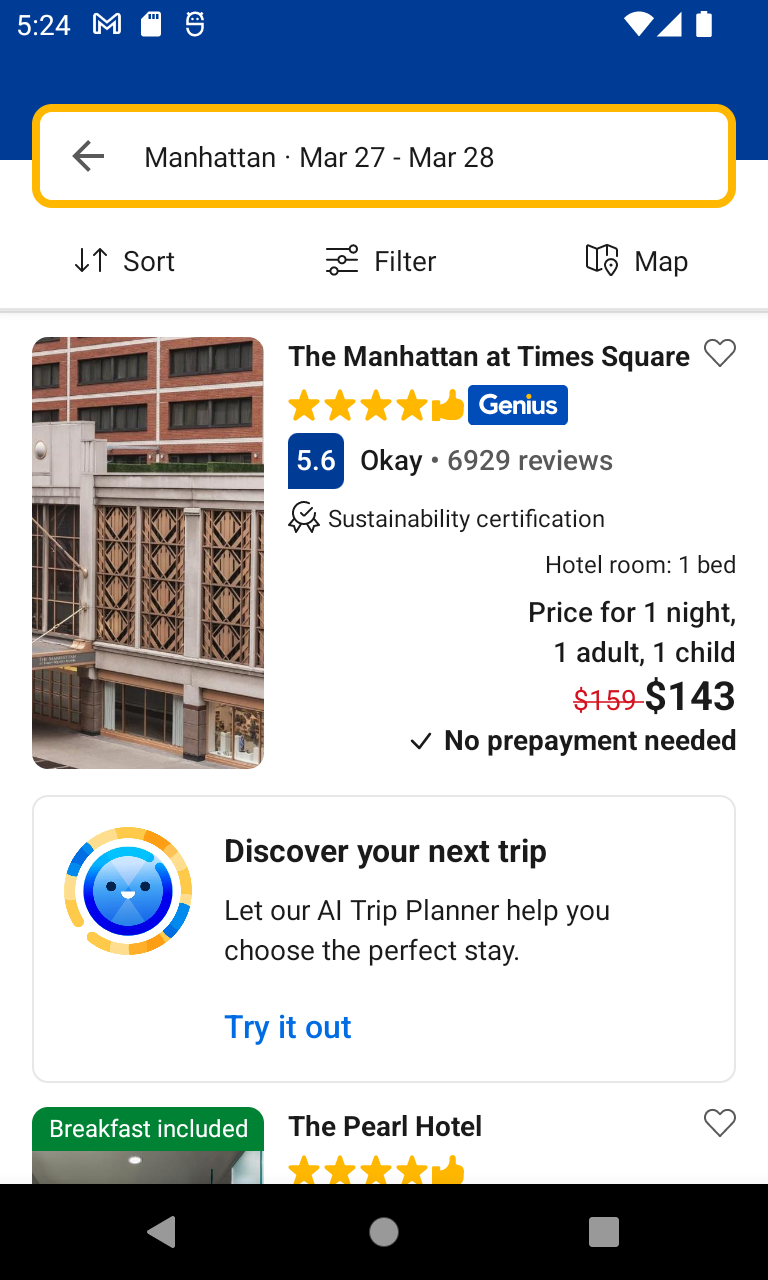 5:24
Manhattan · Mar 27 - Mar 28
Sort
Filter
Map
The Manhattan at Times Square
Genius
5.6 Okay • 6929 reviews
Sustainability certification
Hotel room: 1 bed
Price for 1 night,
1 adult, 1 child
$159 $143
No prepayment needed
Discover your next trip
Let our AI Trip Planner help you
choose the perfect stay.
Try it out
Breakfast included
The Pearl Hotel